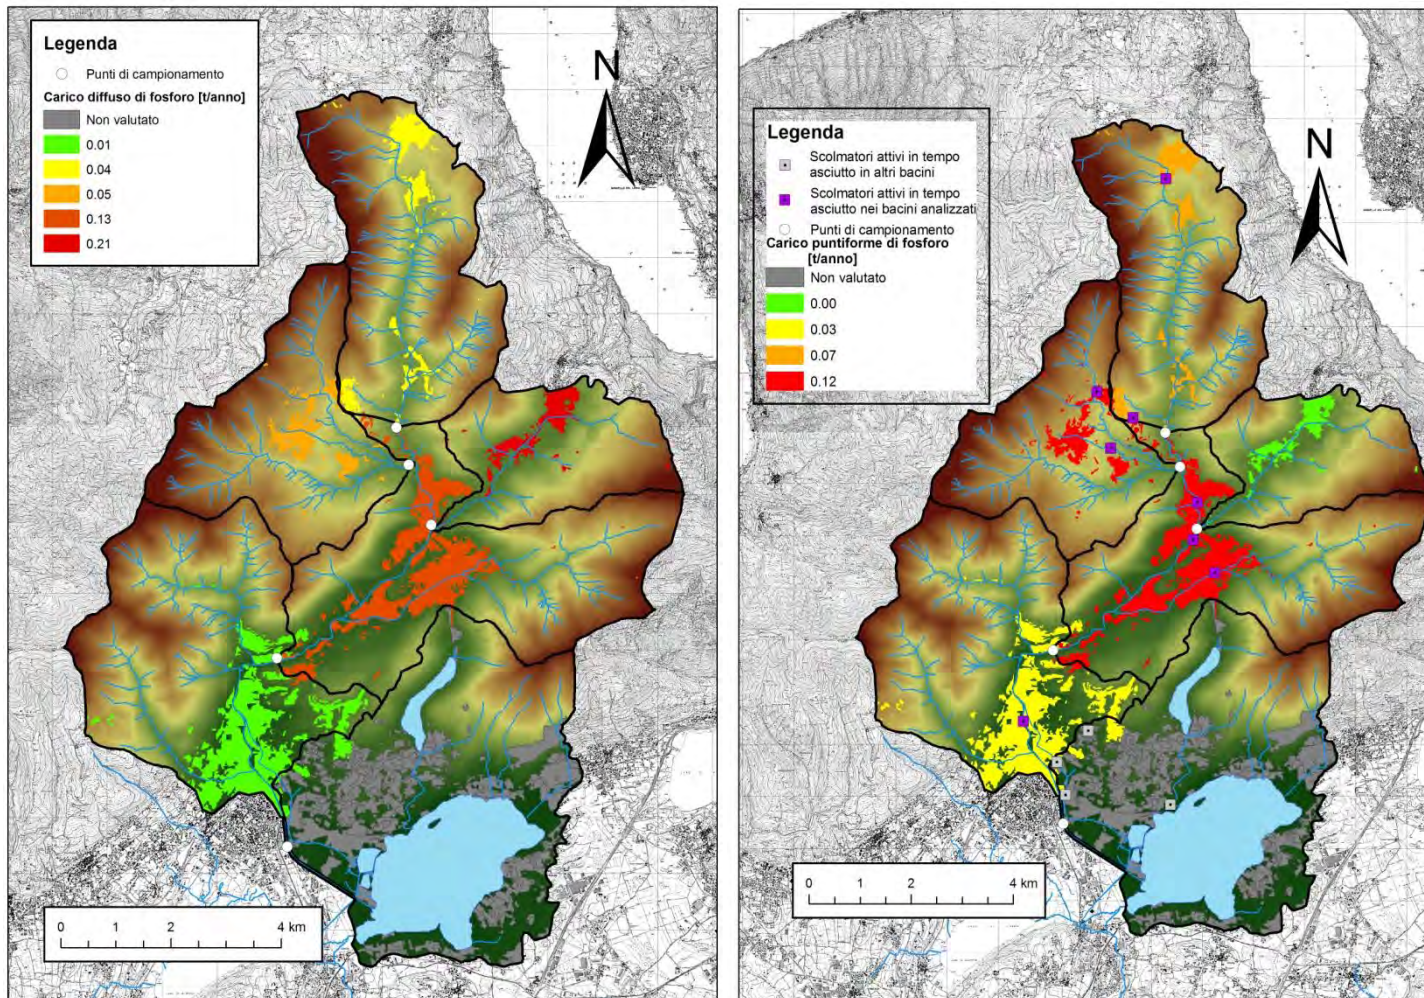 Legenda
Punti di campionamento
Carico diffuso di fosforo [t/anno]
Non valutato
0.01
0.04
0.05
0.13
0.21
N
0 1 2 4 km
Legenda
Scolmatori attivi in tempo
asciutto in altri bacini
Scolmatori attivi in tempo
asciutto nei bacini analizzati
Punti di campionamento
Carico puntiforme di fosforo
[t/anno]
Non valutato
0.00
0.03
0.07
0.12
N
0 1 2 4 km